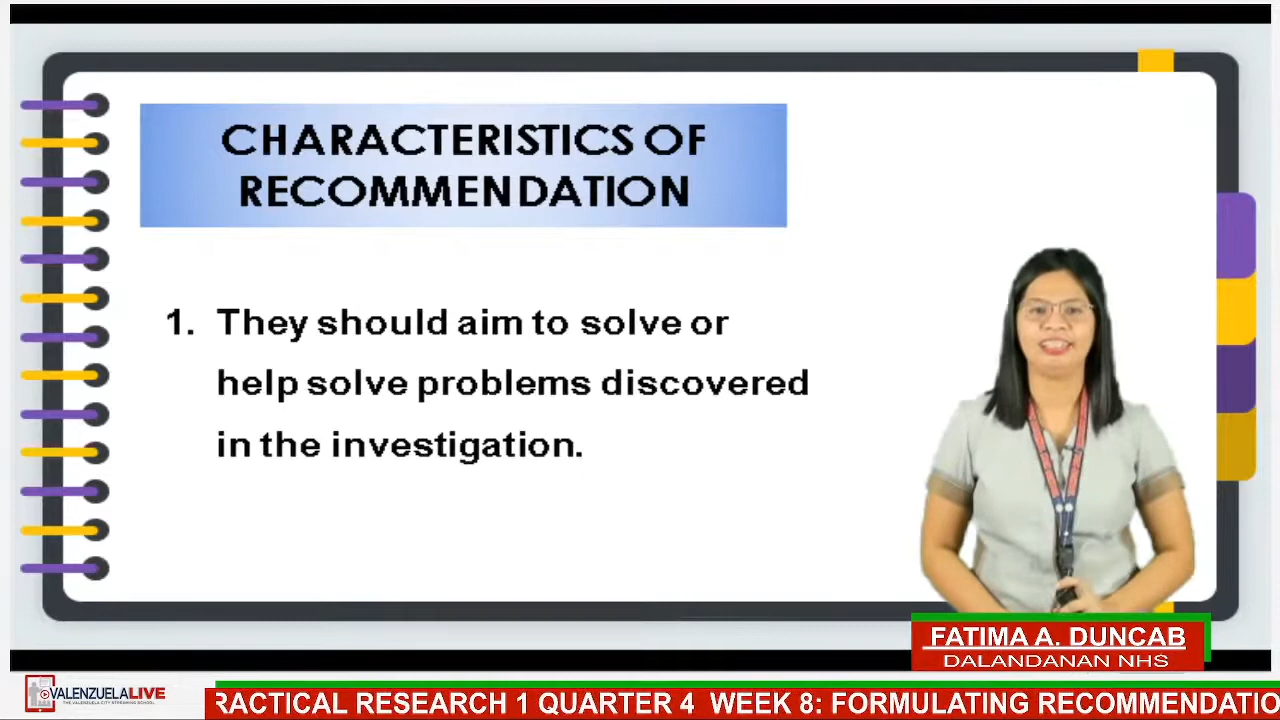 CHARACTERISTICS OF
RECOMMENDATION
1. They should aim to solve or
help solve problems discovered
in the investigation.
FATIMA A. DUNCAB
DALANDANAN NHS
VALENZUELALIVE
THE VALENZUELA CITY STREAMING SCHOOL
RACTICAL RESEARCH 1 QUARTER 4 WEEK 8: FORMULATING RECOMMENDATIO